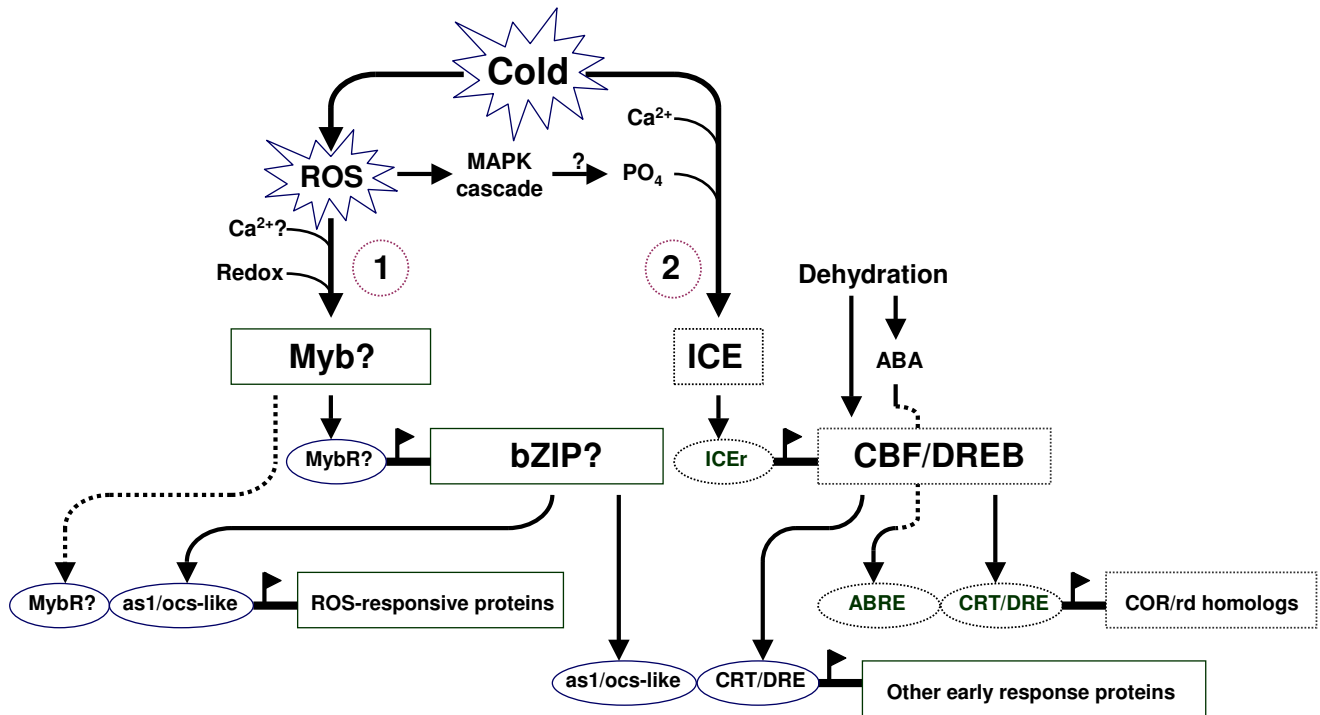 Cold
Ca²⁺
ROS
MAPK
cascade
?
PO₄
Ca²⁺?
Redox
1
2
Dehydration
Myb?
ICE
ABA
MybR?
bZIP?
ICEr
CBF/DREB
MybR?
as1/ocs-like
ROS-responsive proteins
ABRE
CRT/DRE
COR/rd homologs
as1/ocs-like
CRT/DRE
Other early response proteins